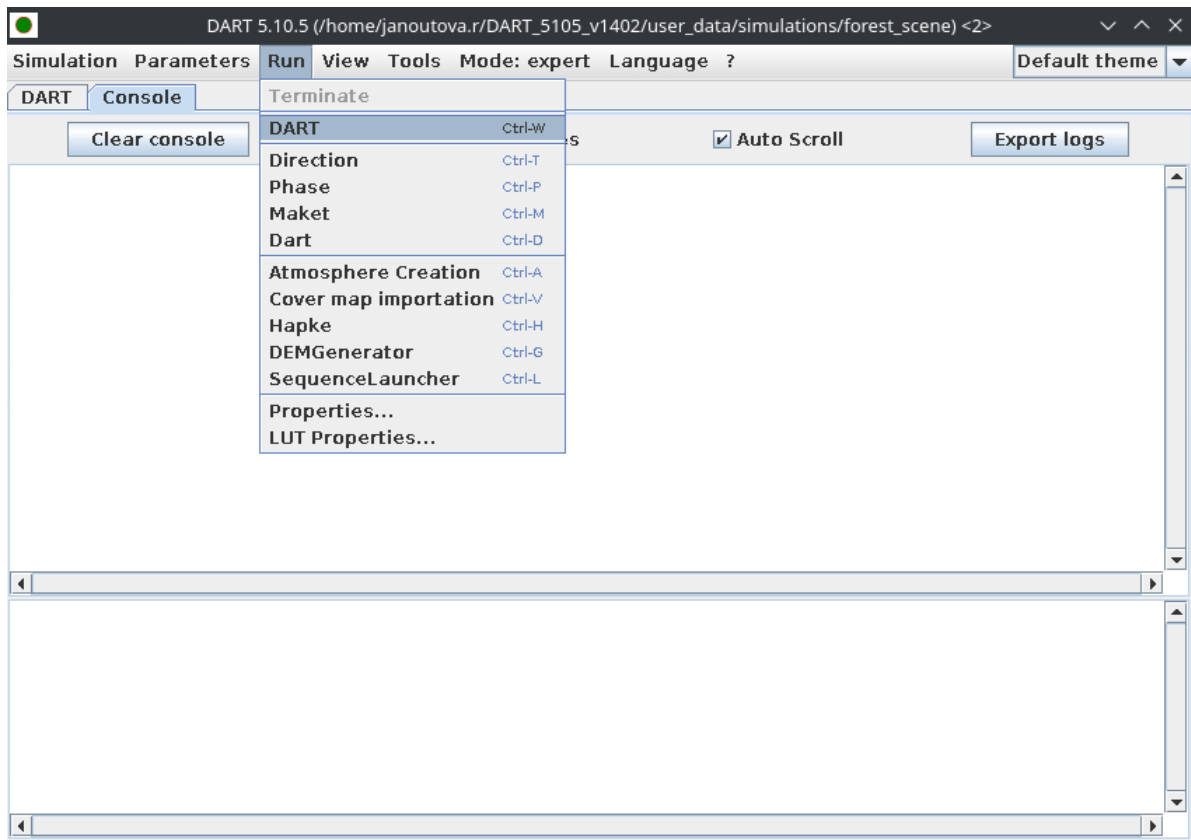 DART 5.10.5 (/home/janoutova.r/DART_5105_v1402/user_data/simulations/forest_scene) <2>
Simulation Parameters Run View Tools Mode: expert Language ? Default theme
DART Console
Terminate
Clear console
s
Auto Scroll
Export logs
DART Ctrl-W
Direction Ctrl-T
Phase Ctrl-P
Maket Ctrl-M
Dart Ctrl-D
Atmosphere Creation Ctrl-A
Cover map importation Ctrl-V
Hapke Ctrl-H
DEMGenerator Ctrl-G
SequenceLauncher Ctrl-L
Properties...
LUT Properties...